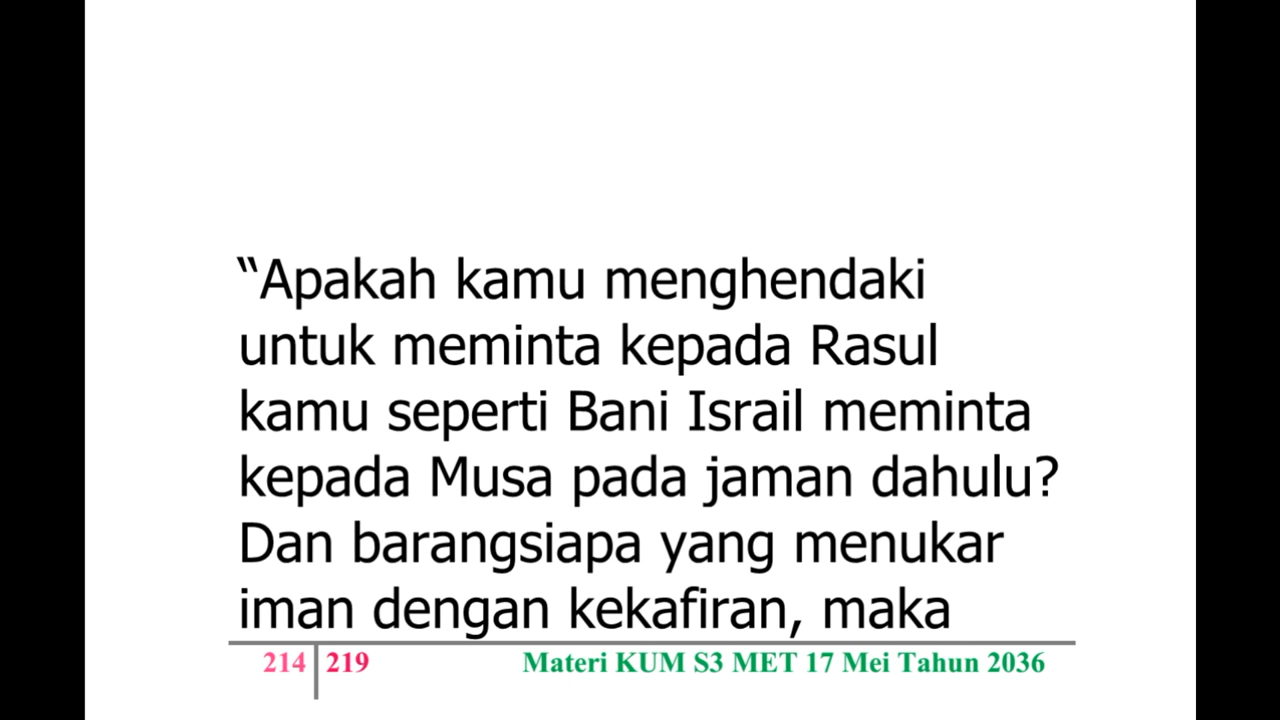 “Apakah kamu menghendaki
untuk meminta kepada Rasul
kamu seperti Bani Israil meminta
kepada Musa pada jaman dahulu?
Dan barangsiapa yang menukar
iman dengan kekafiran, maka
214 219 Materi KUM S3 MET 17 Mei Tahun 2036